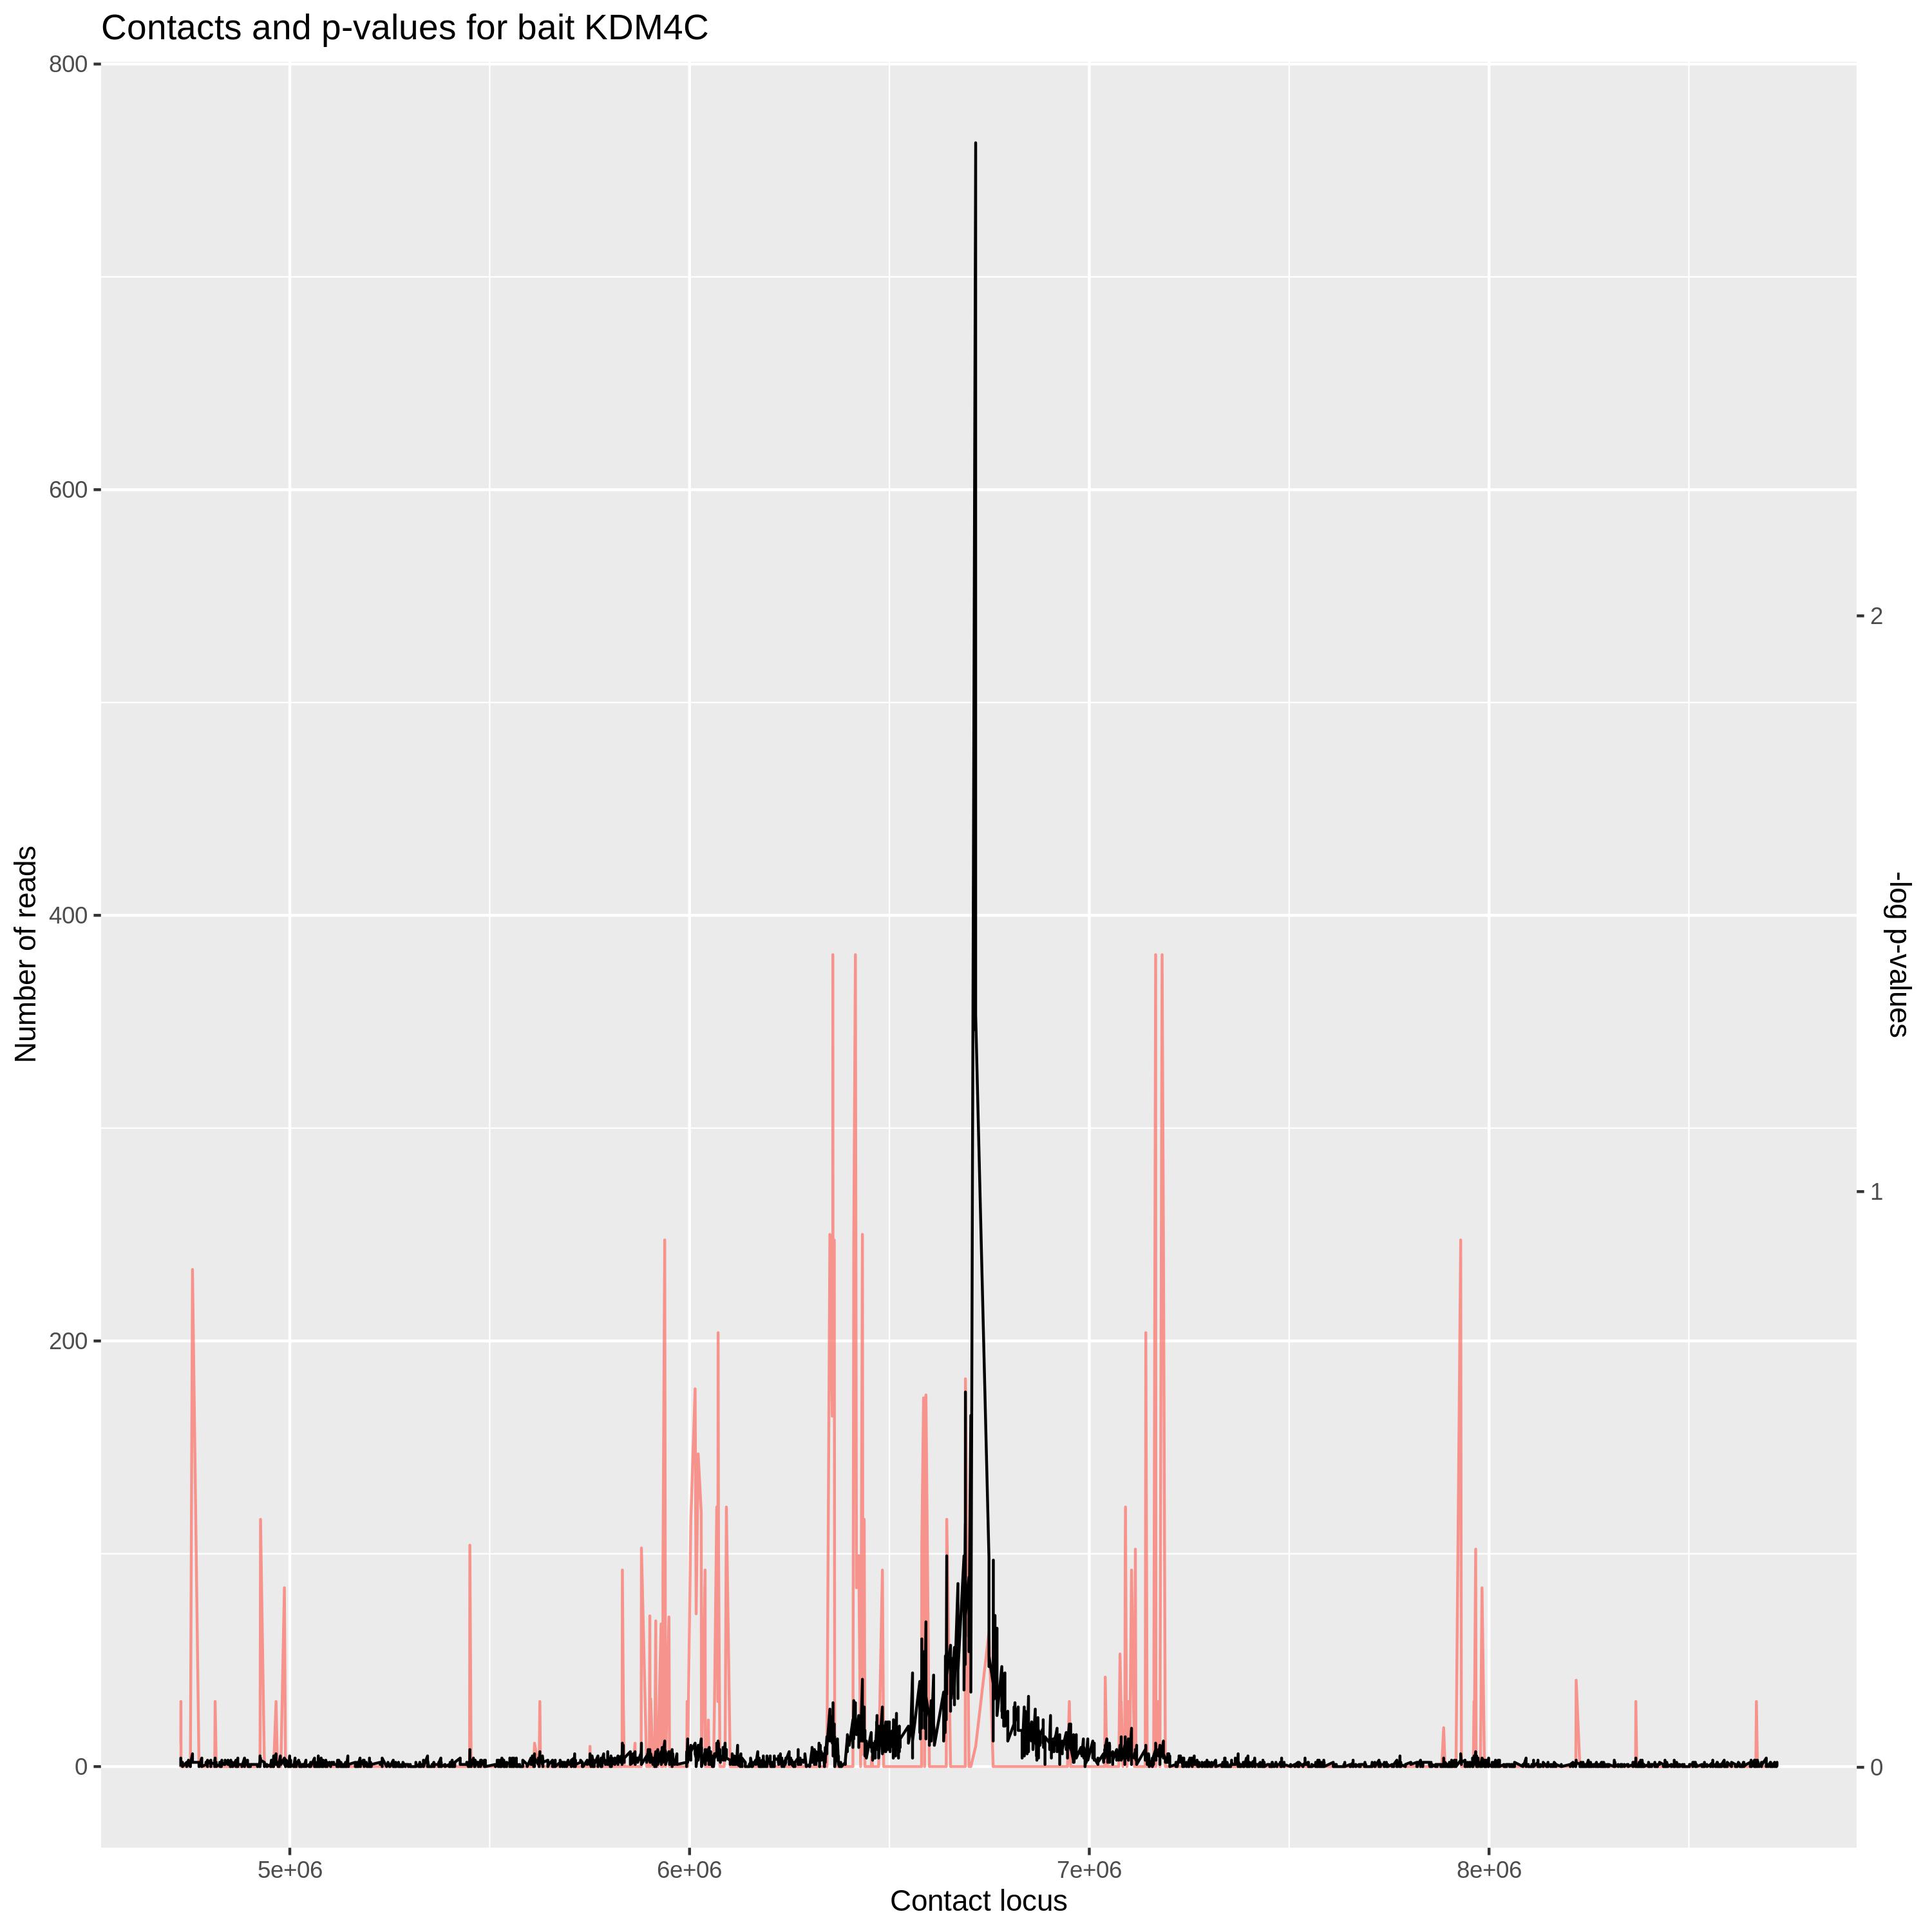 Contacts and p-values for bait KDM4C
800
600
400
200
0
Number of reads
2
1
0
-log p-values
5e+06
6e+06
7e+06
8e+06
Contact locus